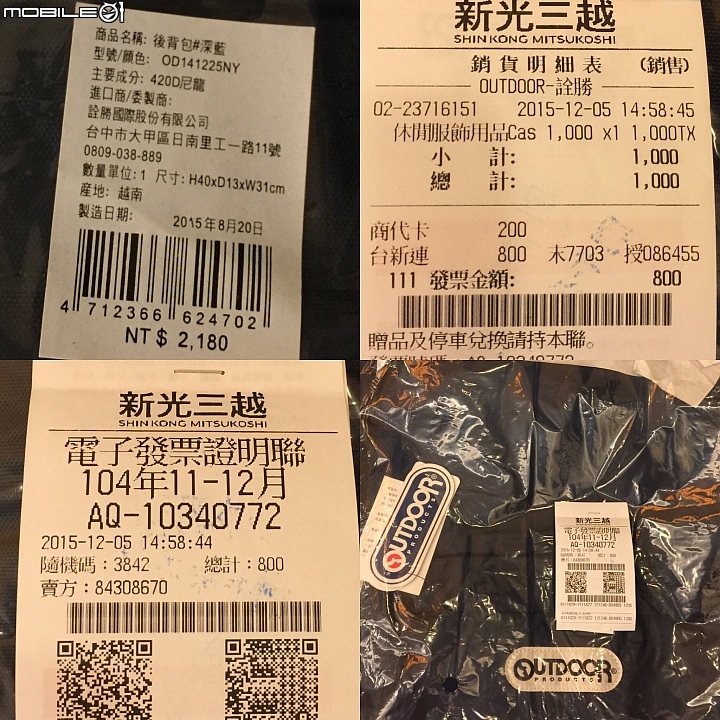 MOBILE01
商品名稱: 後背包#深藍
型號/顏色: OD141225NY
主要成分: 420D尼龍
進口商/委製商:
詮勝國際股份有限公司
台中市大甲區日南里工一路11號
0809-038-889
數量單位: 1 尺寸: H40xD13xW31cm
產地: 越南
製造日期: 2015年8月20日
4 712366 624702
NT$ 2,180
新光三越
SHIN KONG MITSUKOSHI
銷貨明細表 (銷售)
OUTDOOR-詮勝
02-23716151 2015-12-05 14:58:45
休閒服飾用品Cas 1,000 x1 1,000TX
小 計: 1,000
總 計: 1,000
商代卡 200
台新連 800 末7703 授086455
111 發票金額: 800
贈品及停車兌換請持本聯。
新光三越
SHIN KONG MITSUKOSHI
電子發票證明聯
104年11-12月
AQ-10340772
2015-12-05 14:58:44
隨機碼:3842 總計:800
賣方:84308670
OUTDOOR
PRODUCTS
新光三越
電子發票證明聯
104年11-12月
AQ-10340772
2015-12-05 14:58:44
OUTDOOR
PRODUCTS